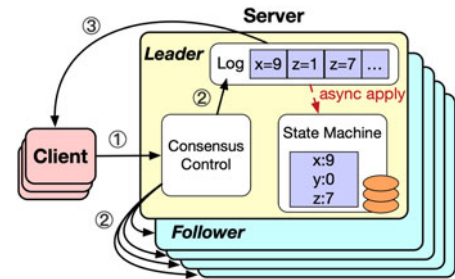 Server
③
Leader
Log x=9 z=1 z=7 ...
②
async apply
①
Client
Consensus
Control
State Machine
x:9
y:0
z:7
②
Follower